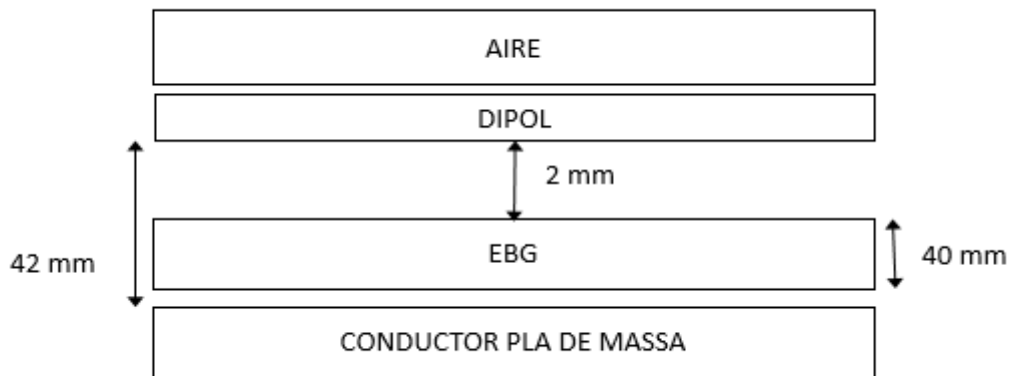 AIRE
DIPOL
2 mm
EBG
42 mm
40 mm
CONDUCTOR PLA DE MASSA